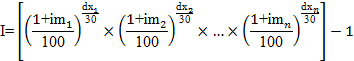 I=[((1+im₁)/100)^(dx₁/30) × ((1+im₂)/100)^(dx₂/30) × ... × ((1+imₙ)/100)^(dxₙ/30)] − 1